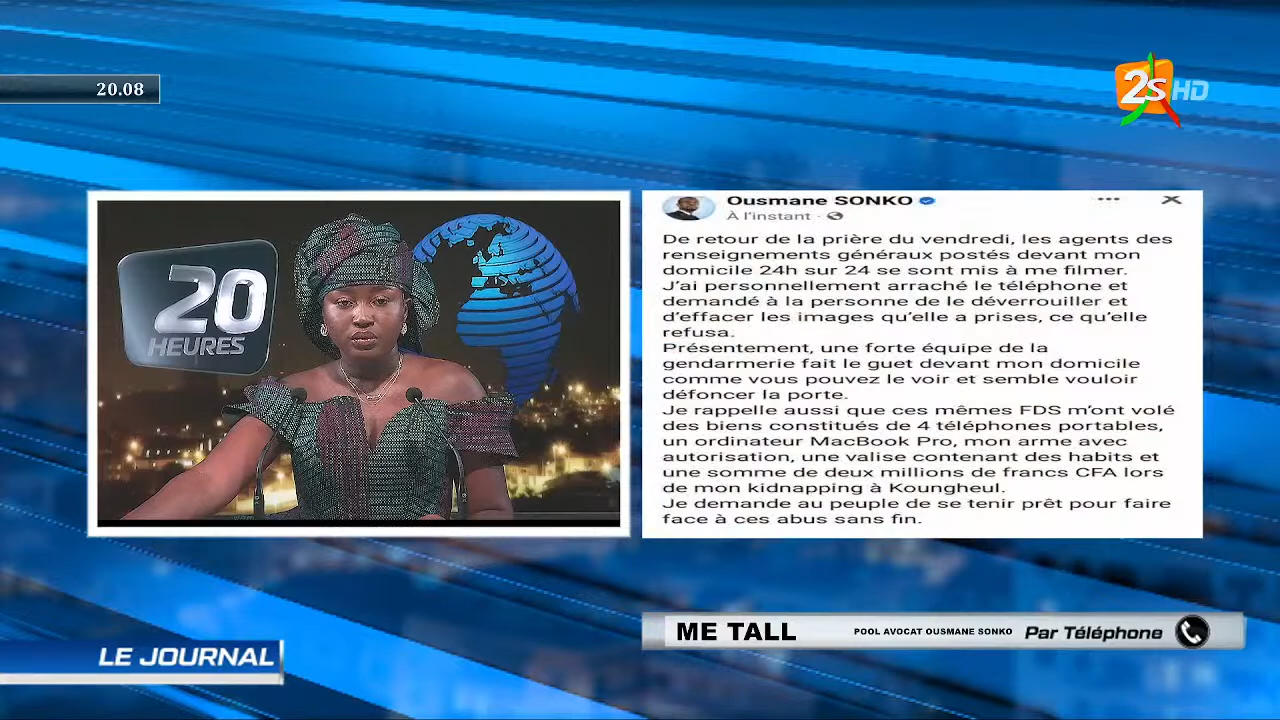 20.08
2S HD
20
HEURES
Ousmane SONKO
À l'instant ·
De retour de la prière du vendredi, les agents des
renseignements généraux postés devant mon
domicile 24h sur 24 se sont mis à me filmer.
J'ai personnellement arraché le téléphone et
demandé à la personne de le déverrouiller et
d'effacer les images qu'elle a prises, ce qu'elle
refusa.
Présentement, une forte équipe de la
gendarmerie fait le guet devant mon domicile
comme vous pouvez le voir et semble vouloir
défoncer la porte.
Je rappelle aussi que ces mêmes FDS m'ont volé
des biens constitués de 4 téléphones portables,
un ordinateur MacBook Pro, mon arme avec
autorisation, une valise contenant des habits et
une somme de deux millions de francs CFA lors
de mon kidnapping à Koungheul.
Je demande au peuple de se tenir prêt pour faire
face à ces abus sans fin.
ME TALL POOL AVOCAT OUSMANE SONKO Par Téléphone
LE JOURNAL